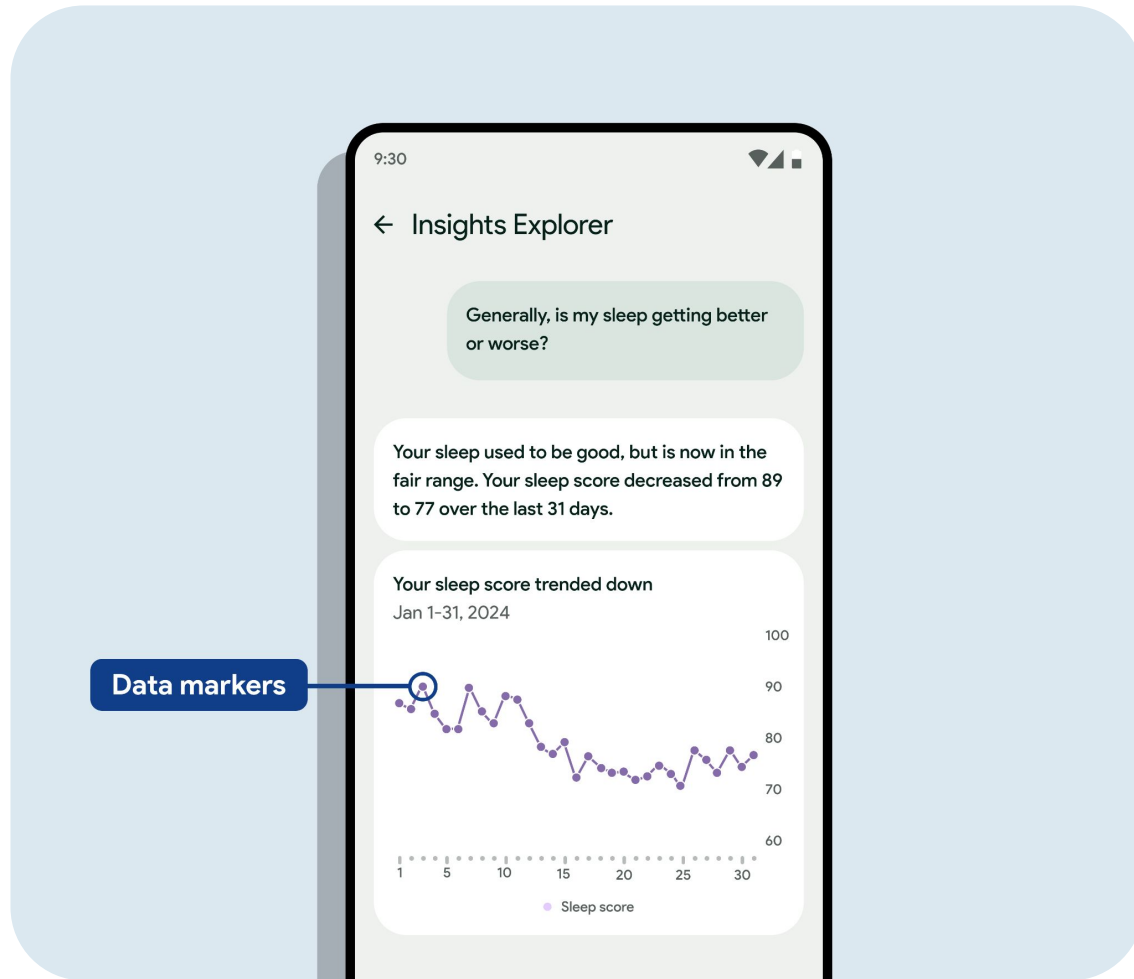 9:30
Insights Explorer
Generally, is my sleep getting better
or worse?
Your sleep used to be good, but is now in the
fair range. Your sleep score decreased from 89
to 77 over the last 31 days.
Your sleep score trended down
Jan 1-31, 2024
100
Data markers
90
80
70
60
1 5 10 15 20 25 30
Sleep score